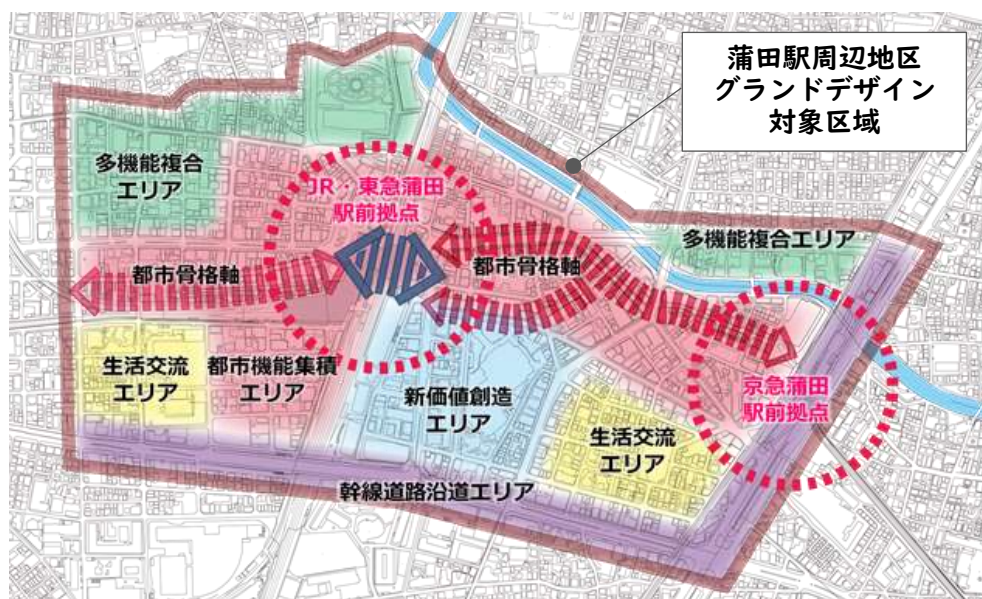 蒲田駅周辺地区
グランドデザイン
対象区域
多機能複合
エリア
JR・東急蒲田
駅前拠点
多機能複合エリア
都市骨格軸
都市骨格軸
生活交流
エリア
都市機能集積
エリア
新価値創造
エリア
京急蒲田
駅前拠点
生活交流
エリア
幹線道路沿道エリア